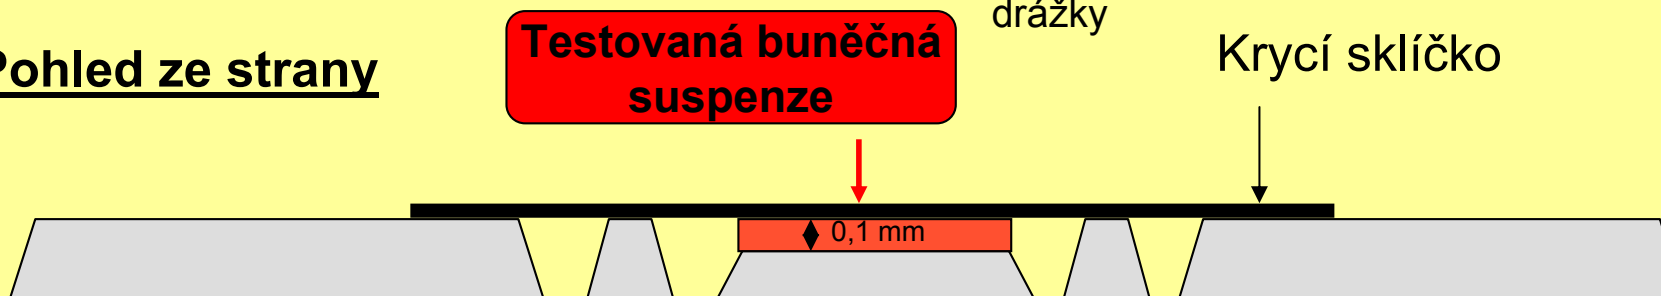 drážky
Testovaná buněčná
suspenze
Krycí sklíčko
Pohled ze strany
0,1 mm